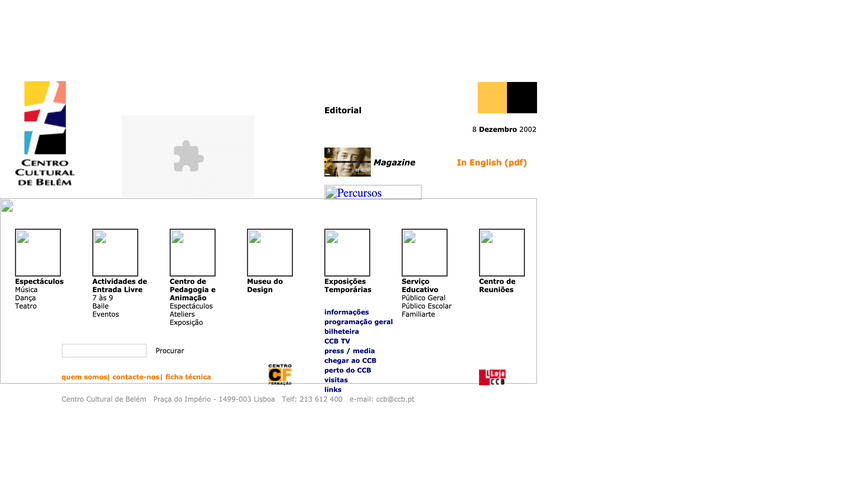 CENTRO
CULTURAL
DE BELÉM
Editorial
8 Dezembro 2002
Magazine
In English (pdf)
Percursos
Espectáculos
Música
Dança
Teatro
Actividades de
Entrada Livre
7 às 9
Baile
Eventos
Centro de
Pedagogia e
Animação
Espectáculos
Ateliers
Exposição
Museu do
Design
Exposições
Temporárias
Serviço
Educativo
Público Geral
Público Escolar
Familiarte
Centro de
Reuniões
informações
programação geral
bilheteira
CCB TV
press / media
chegar ao CCB
perto do CCB
visitas
links
Procurar
quem somos| contacte-nos| ficha técnica
CENTRO
CF
FORMAÇÃO
Loja
CCB
Centro Cultural de Belém Praça do Império - 1499-003 Lisboa Telf: 213 612 400 e-mail: ccb@ccb.pt